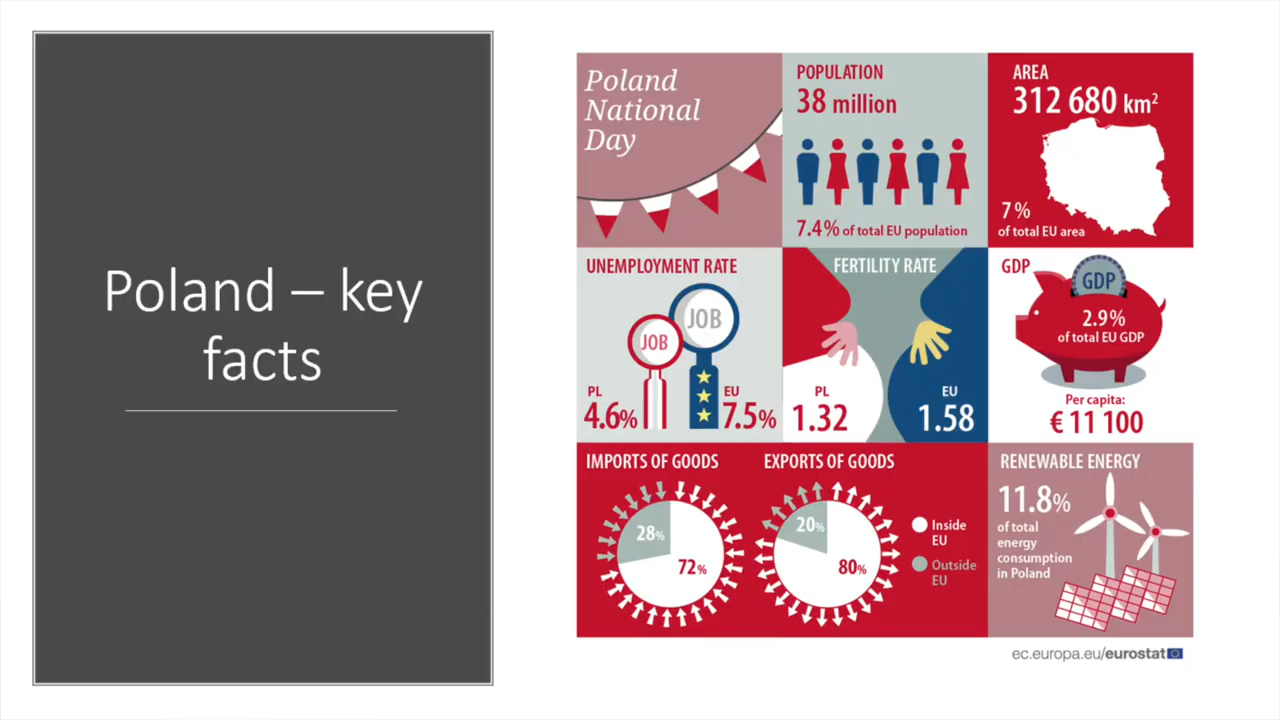 Poland – key
facts
Poland
National
Day
POPULATION
38 million
7.4% of total EU population
AREA
312 680 km²
7%
of total EU area
UNEMPLOYMENT RATE
JOB
JOB
PL
4.6%
EU
7.5%
FERTILITY RATE
PL
1.32
EU
1.58
GDP
GDP
2.9%
of total EU GDP
Per capita:
€ 11 100
IMPORTS OF GOODS
28%
72%
EXPORTS OF GOODS
20%
80%
Inside
EU
Outside
EU
RENEWABLE ENERGY
11.8%
of total
energy
consumption
in Poland
ec.europa.eu/eurostat